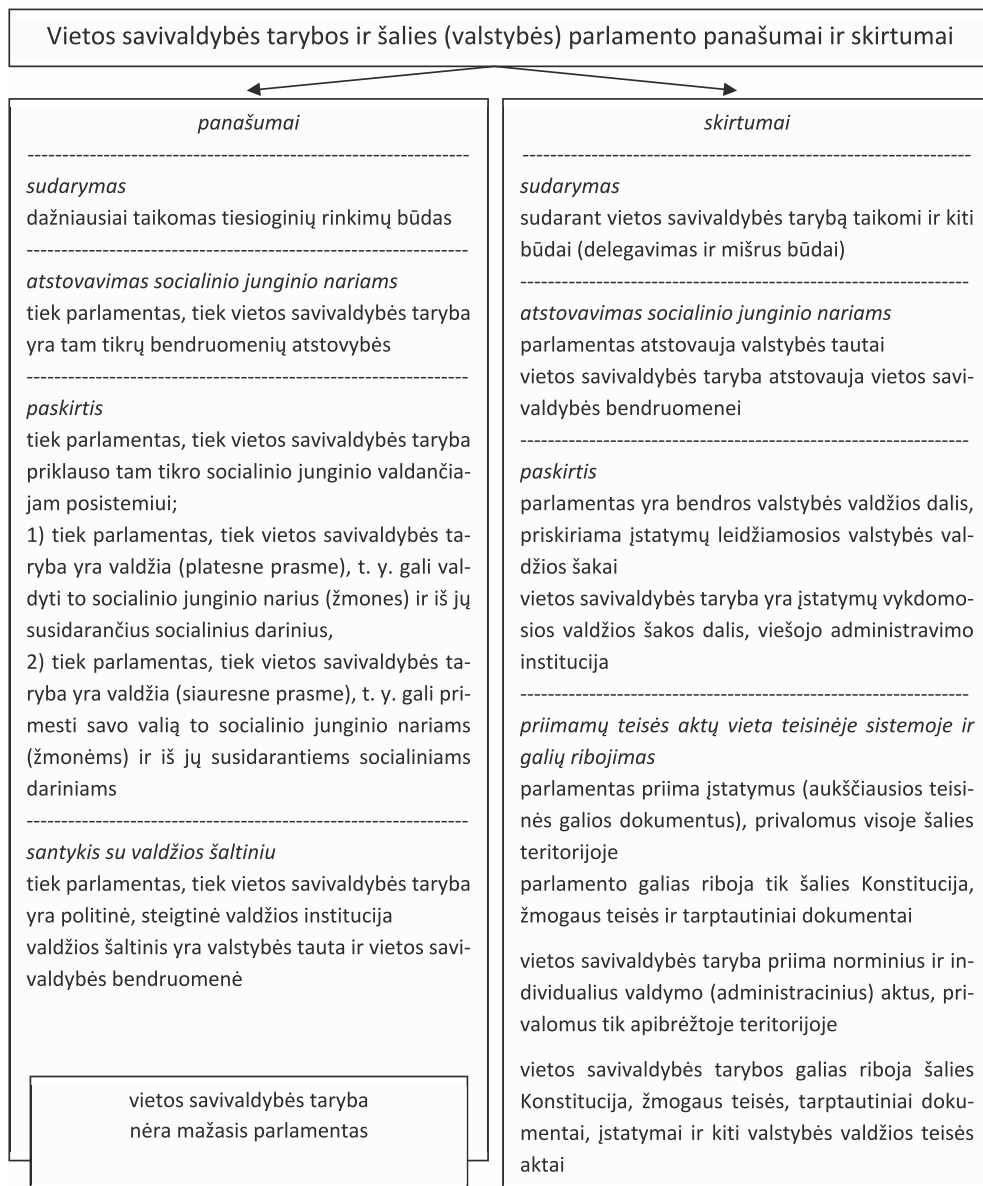 Vietos savivaldybės tarybos ir šalies (valstybės) parlamento panašumai ir skirtumai
panašumai
sudarymas
dažniausiai taikomas tiesioginių rinkimų būdas
atstovavimas socialinio junginio nariams
tiek parlamentas, tiek vietos savivaldybės taryba
yra tam tikrų bendruomenių atstovybės
paskirtis
tiek parlamentas, tiek vietos savivaldybės taryba
priklauso tam tikro socialinio junginio valdančia-
jam posistemiui;
1) tiek parlamentas, tiek vietos savivaldybės ta-
ryba yra valdžia (platesne prasme), t. y. gali val-
dyti to socialinio junginio narius (žmones) ir iš jų
susidarančius socialinius darinius,
2) tiek parlamentas, tiek vietos savivaldybės ta-
ryba yra valdžia (siauresne prasme), t. y. gali pri-
mesti savo valią to socialinio junginio nariams
(žmonėms) ir iš jų susidarantiems socialiniams
dariniams
santykis su valdžios šaltiniu
tiek parlamentas, tiek vietos savivaldybės taryba
yra politinė, steigtinė valdžios institucija
valdžios šaltinis yra valstybės tauta ir vietos savi-
valdybės bendruomenė
vietos savivaldybės taryba
nėra mažasis parlamentas
skirtumai
sudarymas
sudarant vietos savivaldybės tarybą taikomi ir kiti
būdai (delegavimas ir mišrus būdai)
atstovavimas socialinio junginio nariams
parlamentas atstovauja valstybės tautai
vietos savivaldybės taryba atstovauja vietos savi-
valdybės bendruomenei
paskirtis
parlamentas yra bendros valstybės valdžios dalis,
priskiriama įstatymų leidžiamosios valstybės val-
džios šakai
vietos savivaldybės taryba yra įstatymų vykdomo-
sios valdžios šakos dalis, viešojo administravimo
institucija
priimamų teisės aktų vieta teisinėje sistemoje ir
galių ribojimas
parlamentas priima įstatymus (aukščiausios teisi-
nės galios dokumentus), privalomus visoje šalies
teritorijoje
parlamento galias riboja tik šalies Konstitucija,
žmogaus teisės ir tarptautiniai dokumentai
vietos savivaldybės taryba priima norminius ir in-
dividualius valdymo (administracinius) aktus, pri-
valomus tik apibrėžtoje teritorijoje
vietos savivaldybės tarybos galias riboja šalies
Konstitucija, žmogaus teisės, tarptautiniai doku-
mentai, įstatymai ir kiti valstybės valdžios teisės
aktai